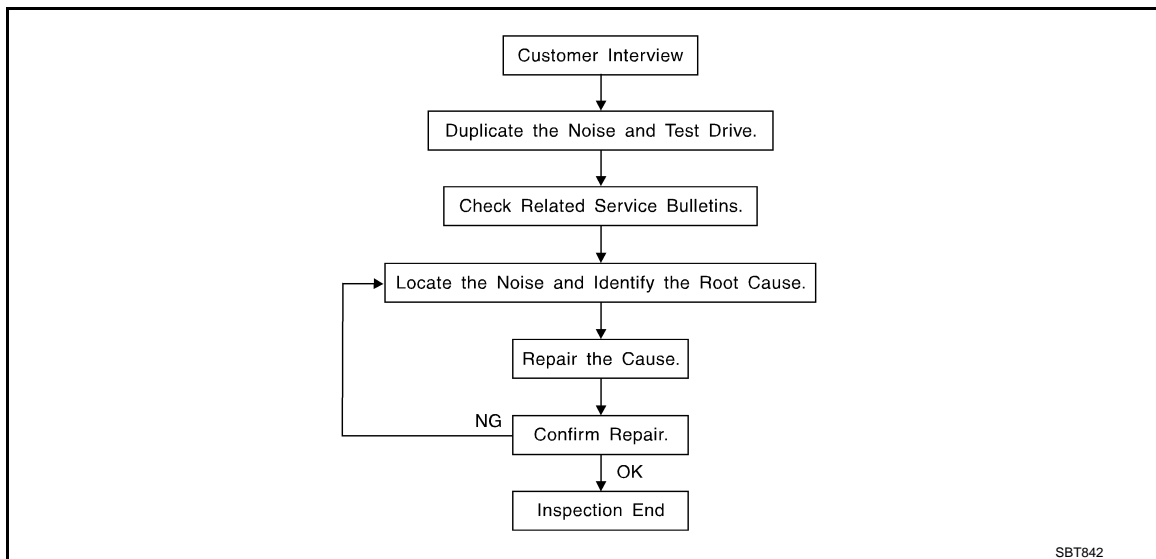 Customer Interview
Duplicate the Noise and Test Drive.
Check Related Service Bulletins.
Locate the Noise and Identify the Root Cause.
Repair the Cause.
NG
Confirm Repair.
OK
Inspection End
SBT842